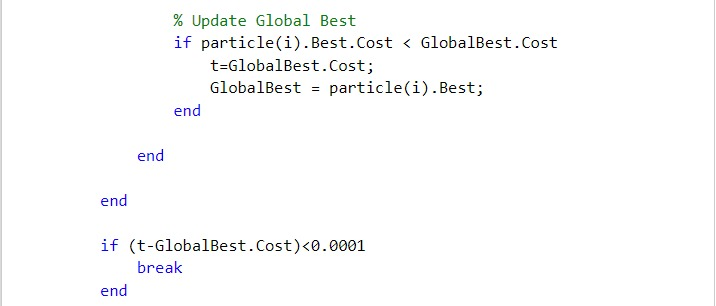 % Update Global Best
if particle(i).Best.Cost < GlobalBest.Cost
t=GlobalBest.Cost;
GlobalBest = particle(i).Best;
end
end
end
if (t-GlobalBest.Cost)<0.0001
break
end